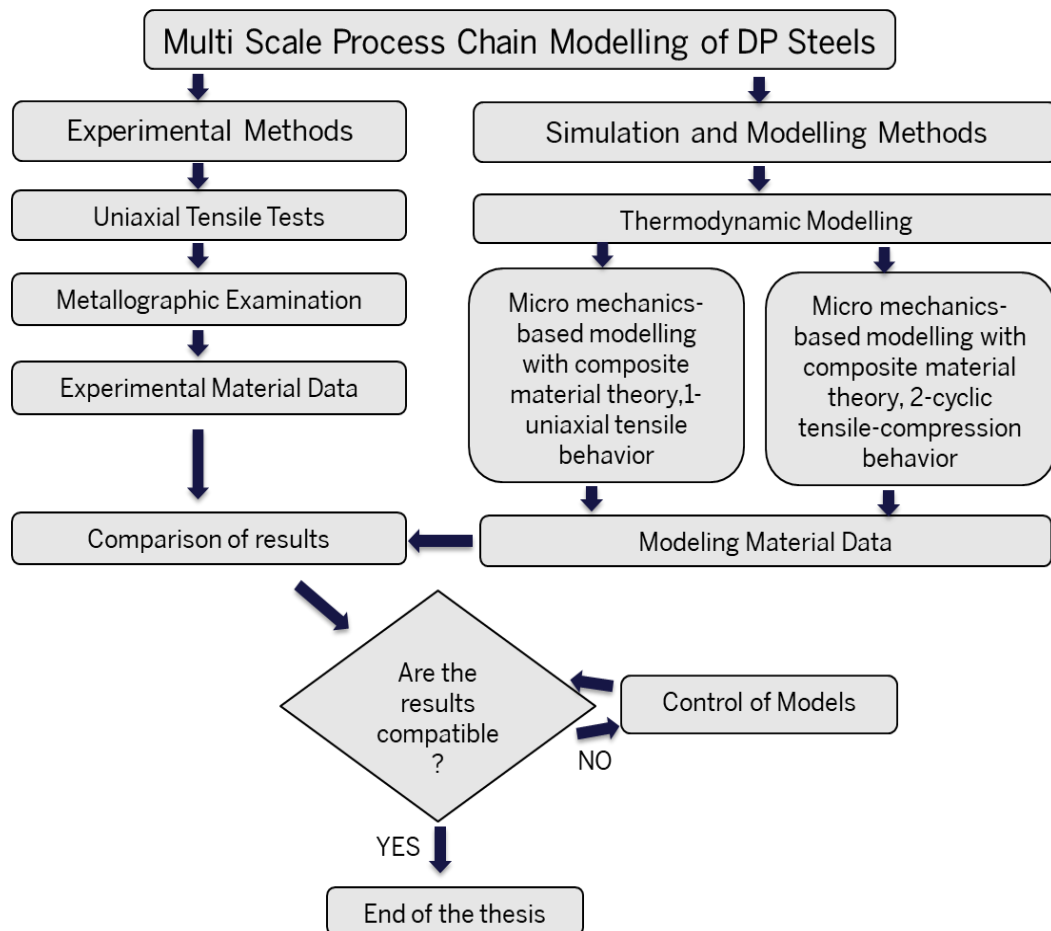 Multi Scale Process Chain Modelling of DP Steels
Experimental Methods
Simulation and Modelling Methods
Uniaxial Tensile Tests
Thermodynamic Modelling
Metallographic Examination
Experimental Material Data
Micro mechanics-
based modelling
with composite
material theory,1-
uniaxial tensile
behavior
Micro mechanics-
based modelling with
composite material
theory, 2-cyclic
tensile-compression
behavior
Comparison of results
Modeling Material Data
Are the
results
compatible
?
Control of Models
NO
YES
End of the thesis